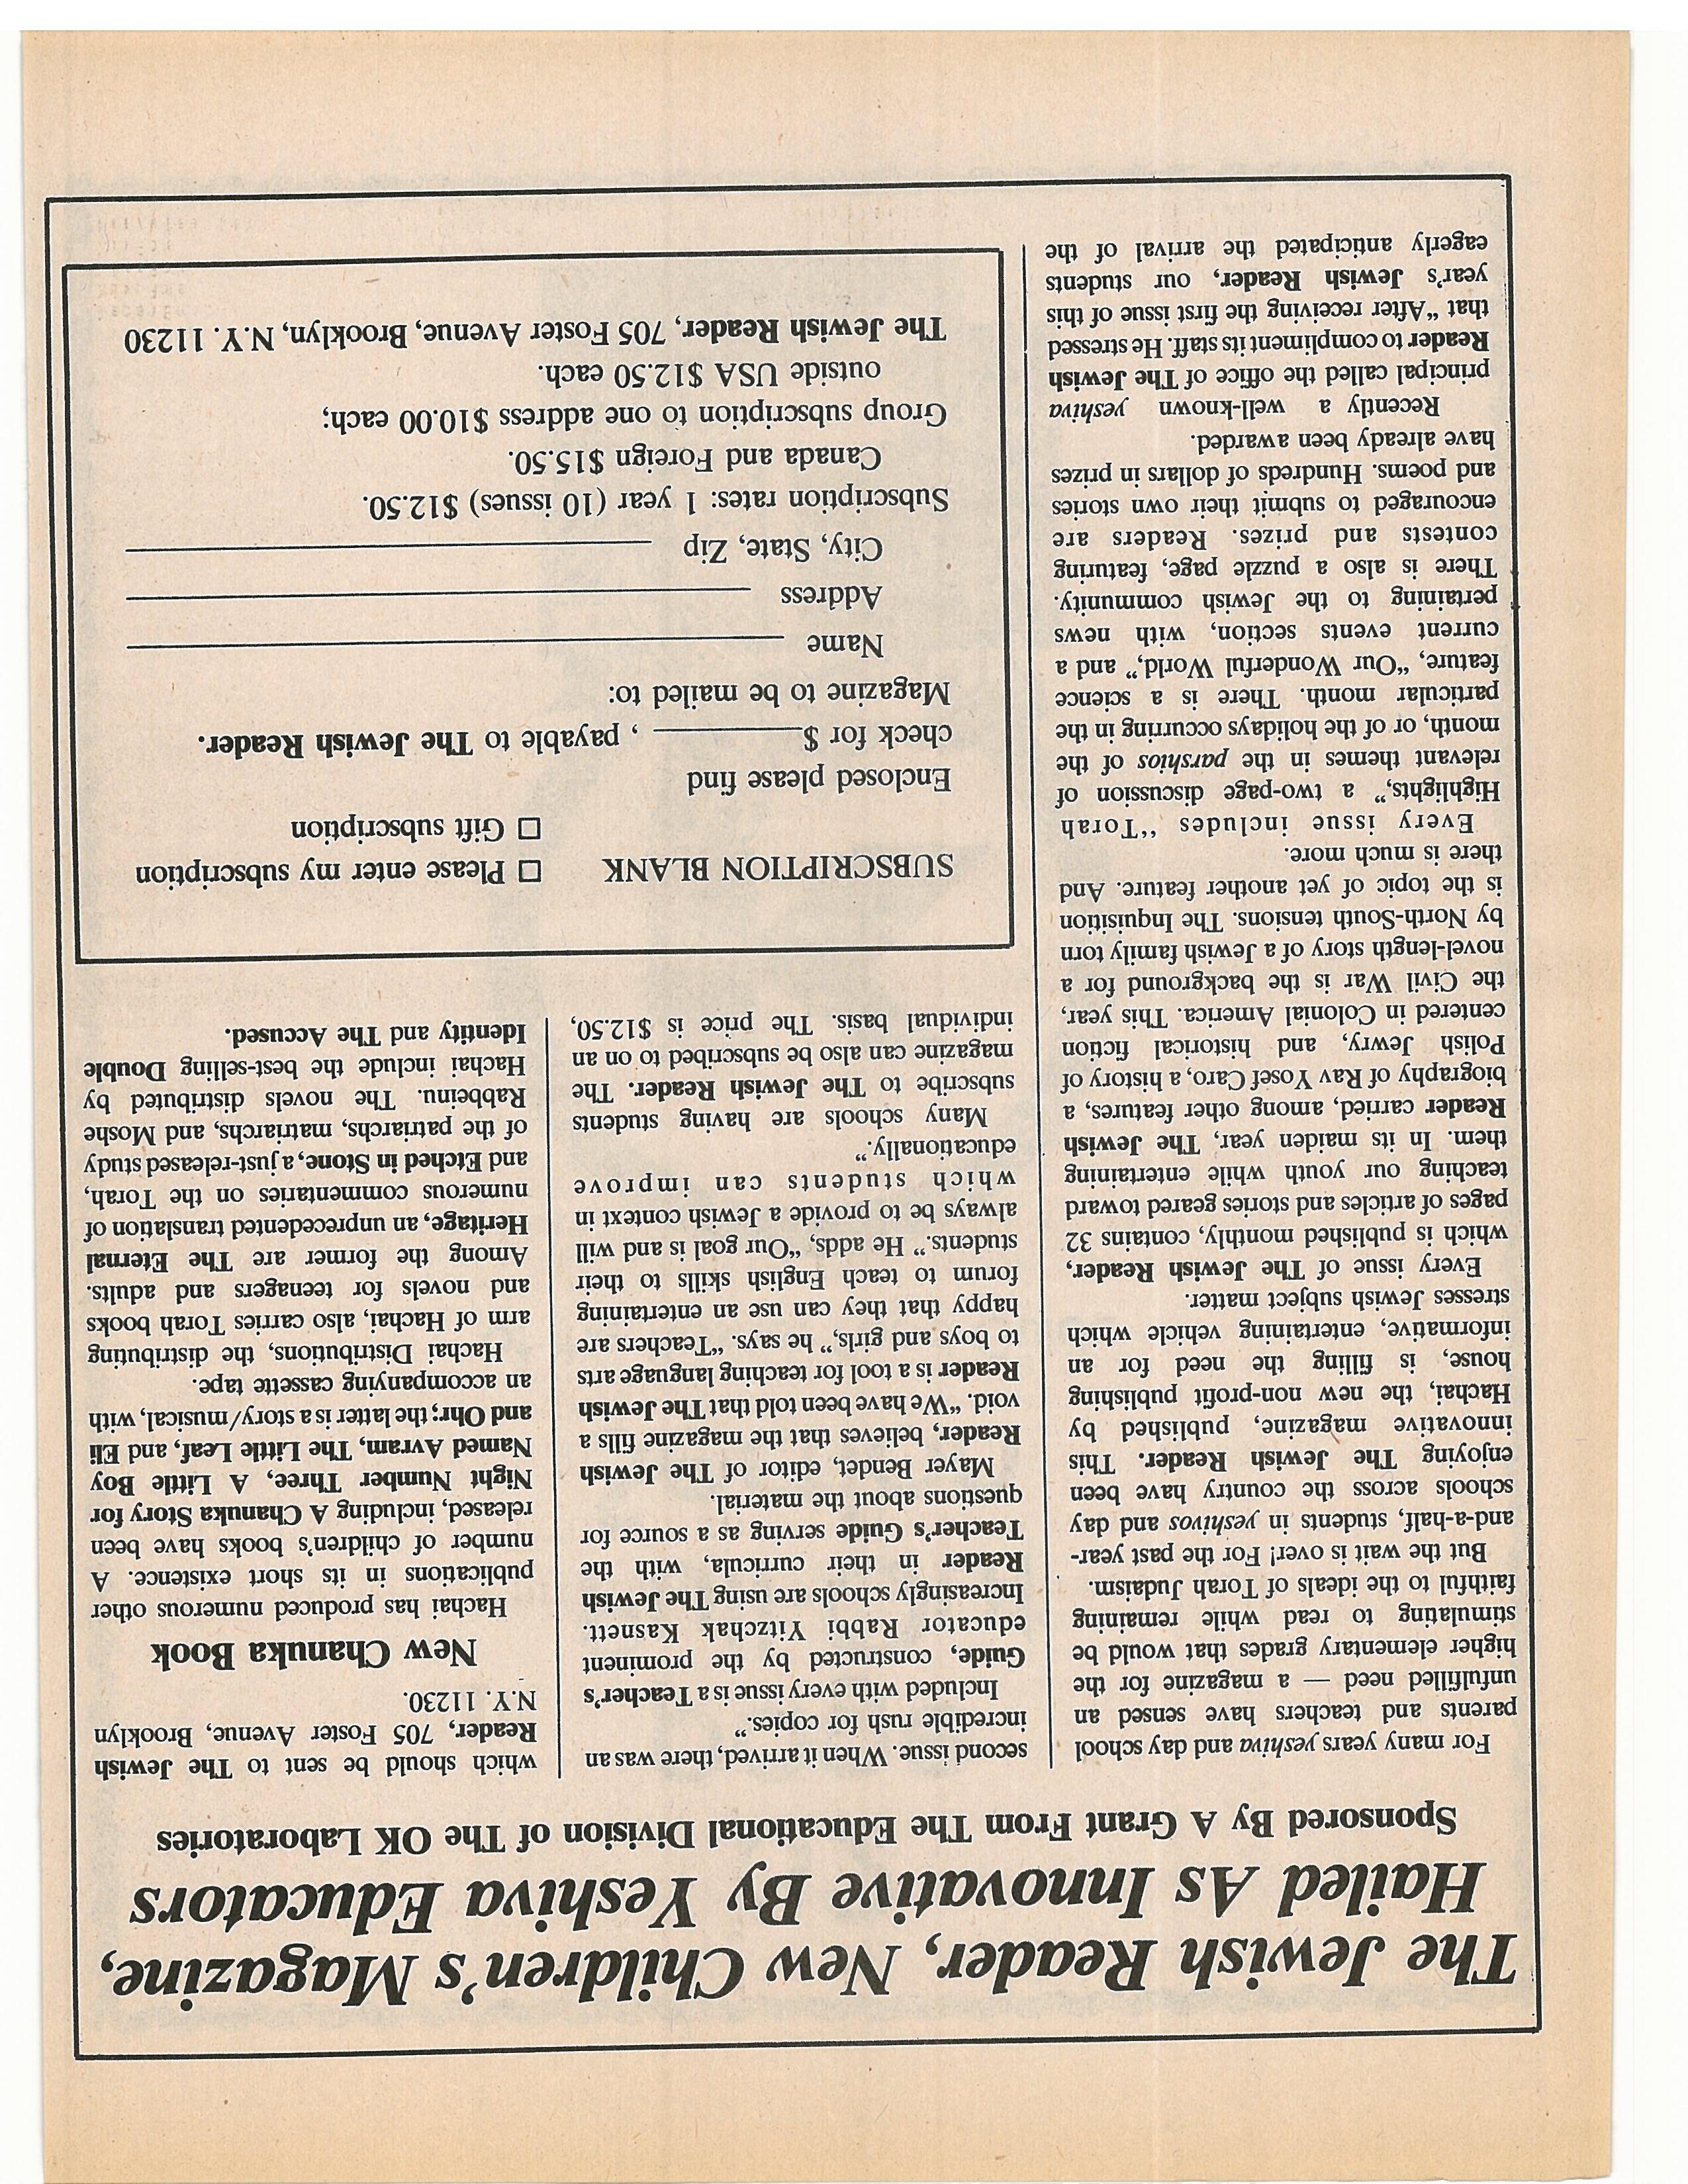 The Jewish Reader, New Children's Magazine,
Hailed As Innovative By Yeshiva Educators
Sponsored By A Grant From The Educational Division of The OK Laboratories
For many years yeshiva and day school
parents and teachers have sensed an
unfulfilled need — a magazine for the
higher elementary grades that would be
stimulating to read while remaining
faithful to the ideals of Torah Judaism.
But the wait is over! For the past year-
and-a-half, students in yeshivos and day
schools across the country have been
enjoying The Jewish Reader. This
innovative magazine, published by
Hachai, the new non-profit publishing
house, is filling the need for an
informative, entertaining vehicle which
stresses Jewish subject matter.
Every issue of The Jewish Reader,
which is published monthly, contains 32
pages of articles and stories geared toward
teaching our youth while entertaining
them. In its maiden year, The Jewish
Reader carried, among other features, a
biography of Rav Yosef Caro, a history of
Polish Jewry, and historical fiction
centered in Colonial America. This year,
the Civil War is the background for a
novel-length story of a Jewish family torn
by North-South tensions. The Inquisition
is the topic of yet another feature. And
there is much more.
Every issue includes "Torah
Highlights," a two-page discussion of
relevant themes in the parshios of the
month, or of the holidays occurring in the
particular month. There is a science
feature, "Our Wonderful World," and a
current events section, with news
pertaining to the Jewish community.
There is also a puzzle page, featuring
contests and prizes. Readers are
encouraged to submit their own stories
and poems. Hundreds of dollars in prizes
have already been awarded.
Recently a well-known yeshiva
principal called the office of The Jewish
Reader to compliment its staff. He stressed
that "After receiving the first issue of this
year's Jewish Reader, our students
eagerly anticipated the arrival of the
second issue. When it arrived, there was an
incredible rush for copies."
Included with every issue is a Teacher's
Guide, constructed by the prominent
educator Rabbi Yitzchak Kasnett.
Increasingly schools are using The Jewish
Reader in their curricula, with the
Teacher's Guide serving as a source for
questions about the material.
Mayer Bendet, editor of The Jewish
Reader, believes that the magazine fills a
void. "We have been told that The Jewish
Reader is a tool for teaching language arts
to boys and girls," he says. "Teachers are
happy that they can use an entertaining
forum to teach English skills to their
students." He adds, "Our goal is and will
always be to provide a Jewish context in
which students can improve
educationally."
Many schools are having students
subscribe to The Jewish Reader. The
magazine can also be subscribed to on an
individual basis. The price is $12.50,
which should be sent to The Jewish
Reader, 705 Foster Avenue, Brooklyn
N.Y. 11230.
New Chanuka Book
Hachai has produced numerous other
publications in its short existence. A
number of children's books have been
released, including A Chanuka Story for
Night Number Three, A Little Boy
Named Avram, The Little Leaf, and Eli
and Ohr; the latter is a story/musical, with
an accompanying cassette tape.
Hachai Distributions, the distributing
arm of Hachai, also carries Torah books
and novels for teenagers and adults.
Among the former are The Eternal
Heritage, an unprecedented translation of
numerous commentaries on the Torah,
and Etched in Stone, a just-released study
of the patriarchs, matriarchs, and Moshe
Rabbeinu. The novels distributed by
Hachai include the best-selling Double
Identity and The Accused.
SUBSCRIPTION BLANK □ Please enter my subscription
□ Gift subscription
Enclosed please find
check for $ , payable to The Jewish Reader.
Magazine to be mailed to:
Name
Address
City, State, Zip
Subscription rates: 1 year (10 issues) $12.50.
Canada and Foreign $15.50.
Group subscription to one address $10.00 each;
outside USA $12.50 each.
The Jewish Reader, 705 Foster Avenue, Brooklyn, N.Y. 11230